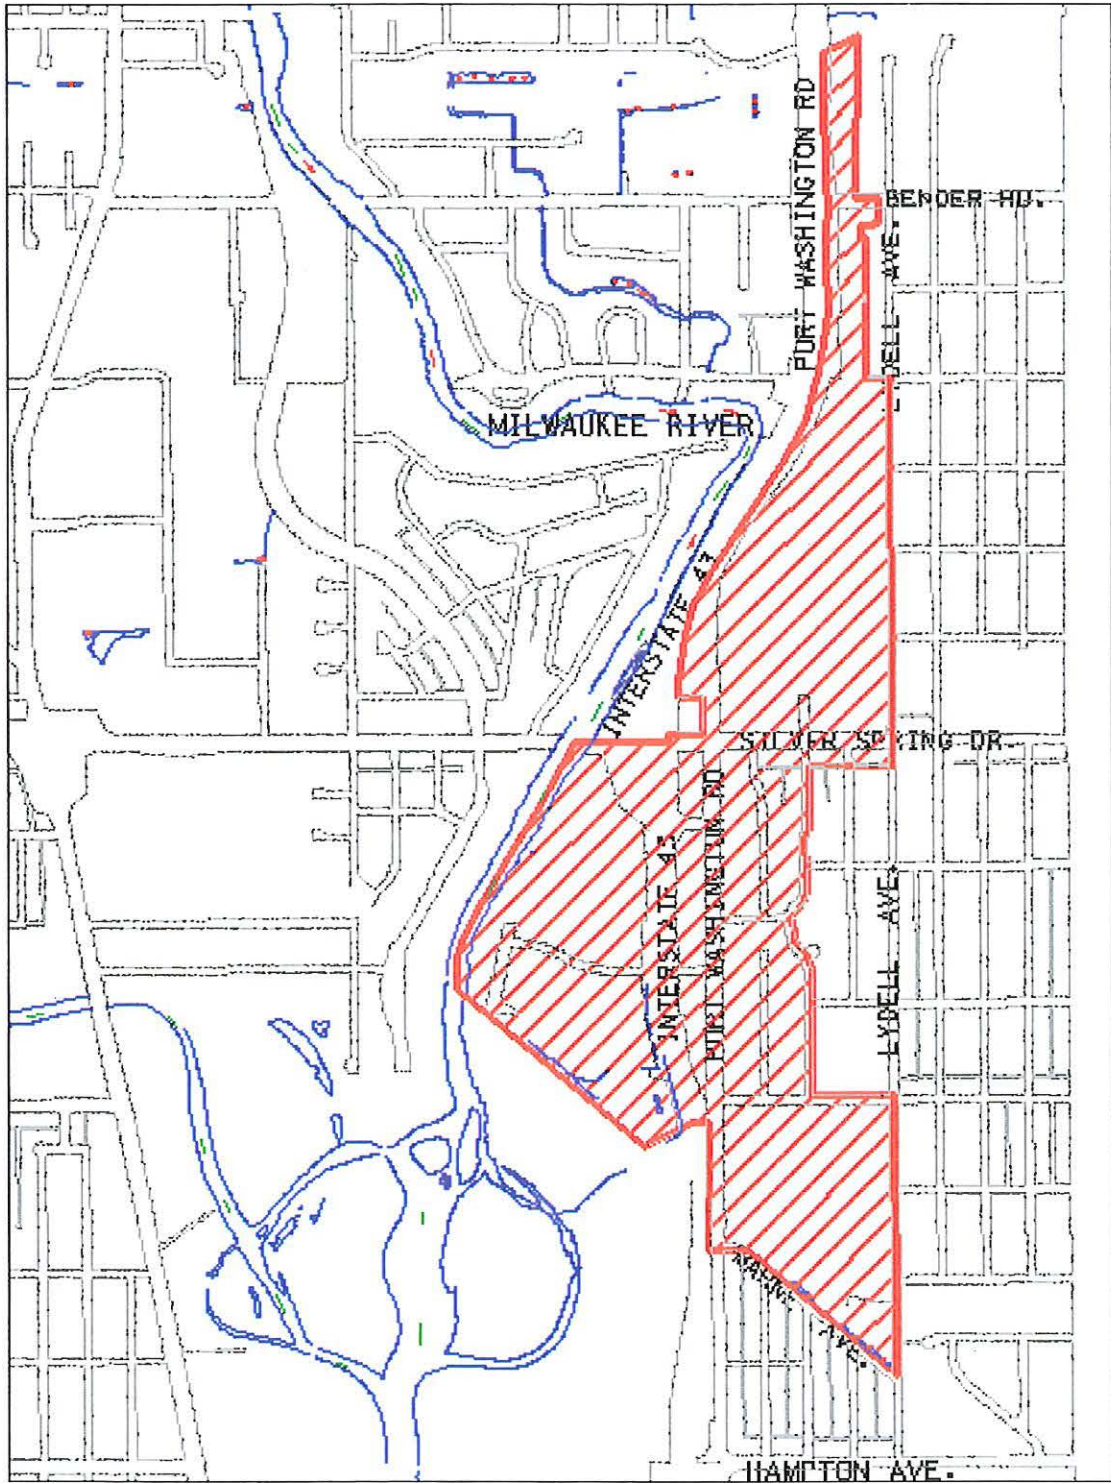 PORT WASHINGTON RD
BENDER RD.
LYDELL AVE.
MILWAUKEE RIVER
INTERSTATE 43
SILVER SPRING DR.
INTERSTATE 43
PORT WASHINGTON RD
LYDELL AVE.
AVE.
HAMPTON AVE.